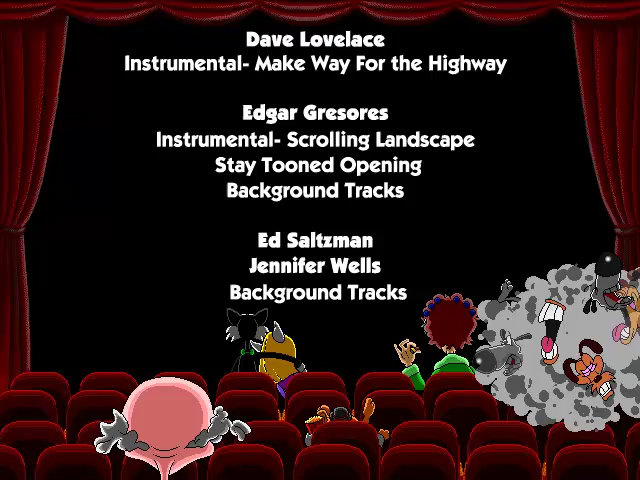 Dave Lovelace
Instrumental- Make Way For the Highway
Edgar Gresores
Instrumental- Scrolling Landscape
Stay Tooned Opening
Background Tracks
Ed Saltzman
Jennifer Wells
Background Tracks